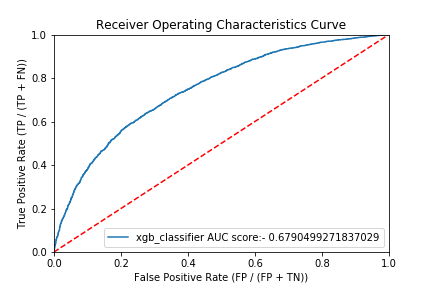 Receiver Operating Characteristics Curve
1.0
0.8
0.6
0.4
0.2
0.0
True Positive Rate (TP / (TP + FN))
xgb_classifier AUC score:- 0.6790499271837029
0.0 0.2 0.4 0.6 0.8 1.0
False Positive Rate (FP / (FP + TN))